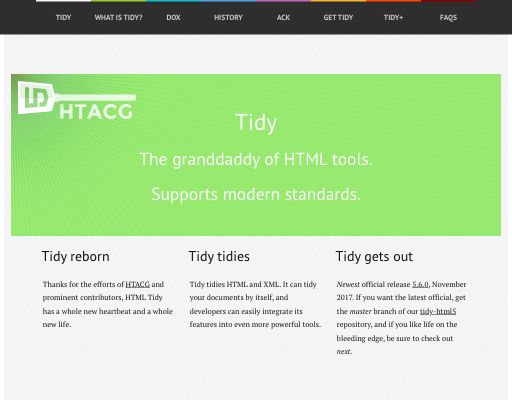 TIDY WHAT IS TIDY? DOX HISTORY ACK GET TIDY TIDY+ FAQS
HTACG
Tidy
The granddaddy of HTML tools.
Supports modern standards.
Tidy reborn
Thanks for the efforts of HTACG and
prominent contributors, HTML Tidy
has a whole new heartbeat and a whole
new life.
Tidy tidies
Tidy tidies HTML and XML. It can tidy
your documents by itself, and
developers can easily integrate its
features into even more powerful tools.
Tidy gets out
Newest official release 5.6.0, November
2017. If you want the latest official, get
the master branch of our tidy-html5
repository, and if you like life on the
bleeding edge, be sure to check out
next.